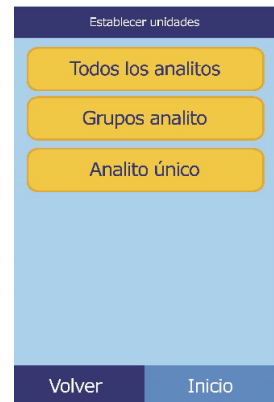 Establecer unidades
Todos los analitos
Grupos analito
Analito único
Volver Inicio